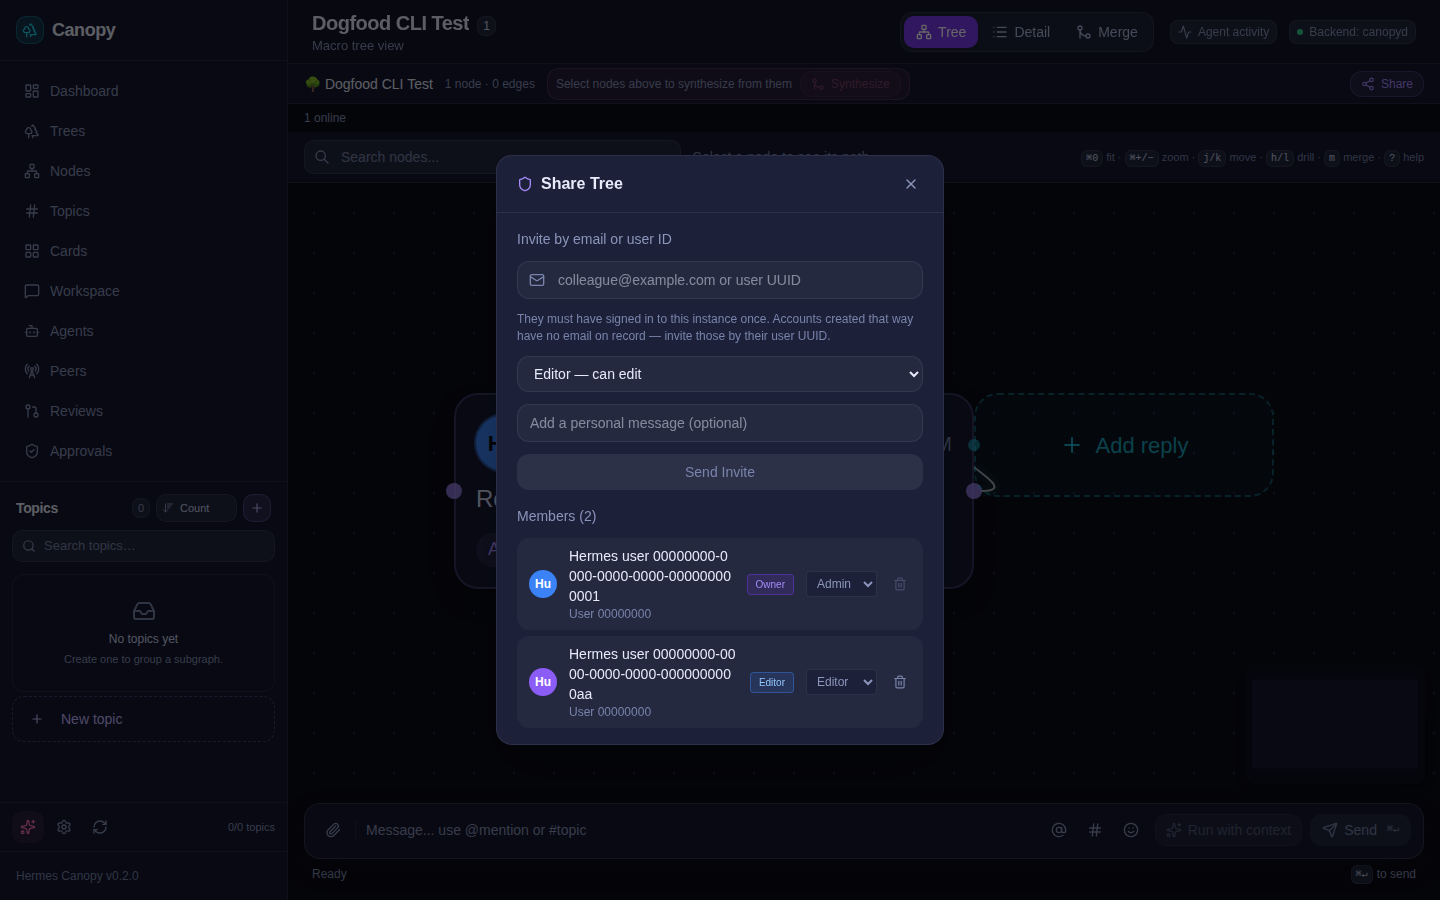 Canopy
Dogfood CLI Test 1
Macro tree view
Tree
Detail
Merge
Agent activity
Backend: canopyd
Dashboard
Trees
Nodes
Topics
Cards
Workspace
Agents
Peers
Reviews
Approvals
🌳 Dogfood CLI Test 1 node · 0 edges Select nodes above to synthesize from them Synthesize
Share
1 online
Search nodes...
⌘0 fit · ⌘+/− zoom · j/k move · h/l drill · m merge · ? help
Share Tree
Invite by email or user ID
colleague@example.com or user UUID
They must have signed in to this instance once. Accounts created that way
have no email on record — invite those by their user UUID.
Editor — can edit
Add a personal message (optional)
Send Invite
Members (2)
Hu
Hermes user 00000000-0
000-0000-0000-00000000
0001
User 00000000
Owner
Admin
Hu
Hermes user 00000000-00
00-0000-0000-000000000
0aa
User 00000000
Editor
Editor
H
M
Re
A
Add reply
Topics 0 Count
Search topics…
No topics yet
Create one to group a subgraph.
New topic
0/0 topics
Hermes Canopy v0.2.0
Message... use @mention or #topic
Run with context
Send ⌘↵
Ready
⌘↵ to send